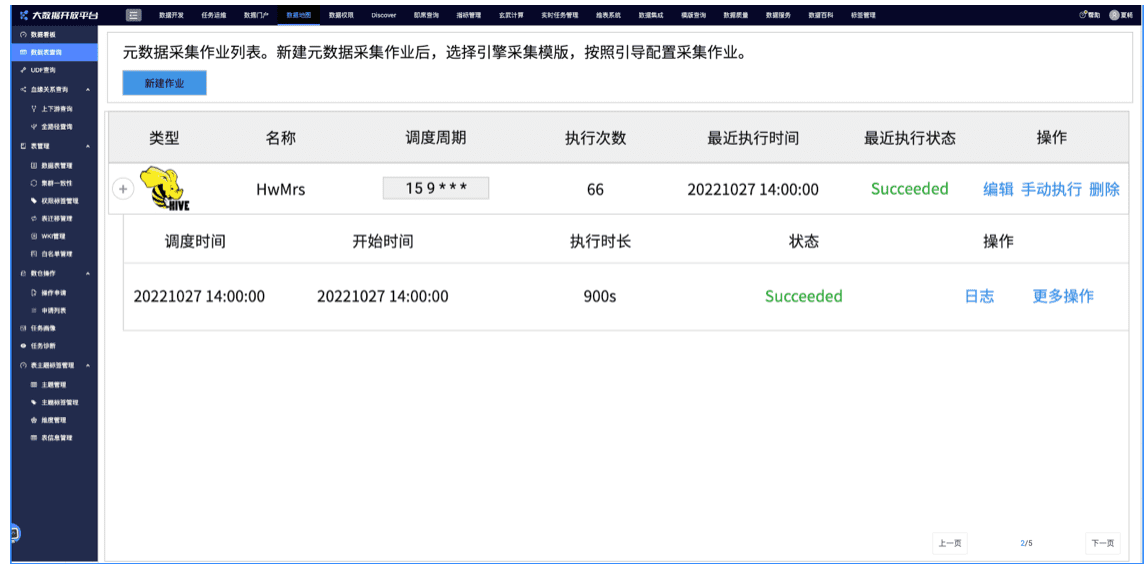 大数据开放平台 数据开发 任务运维 数据门户 数据地图 数据权限 Discover 即席查询 指标管理 玄武计算 实时任务管理 维表系统 数据集成 模版查询 数据质量 数据服务 数据百科 标签管理 帮助
数据看板
数据表查询
UDF查询
血缘关系查询
上下游查询
全路径查询
表管理
数据表管理
集群一致性
权限标签管理
表迁移管理
WKI管理
白名单管理
数仓操作
操作申请
申请列表
任务画像
任务诊断
表主题标签管理
主题管理
主题标签管理
维度管理
表信息管理
元数据采集作业列表。新建元数据采集作业后，选择引擎采集模版，按照引导配置采集作业。
新建作业
类型 名称 调度周期 执行次数 最近执行时间 最近执行状态 操作
HIVE HwMrs 1 5 9 * * * 66 20221027 14:00:00 Succeeded 编辑 手动执行 删除
调度时间 开始时间 执行时长 状态 操作
20221027 14:00:00 20221027 14:00:00 900s Succeeded 日志 更多操作
上一页 2/5 下一页